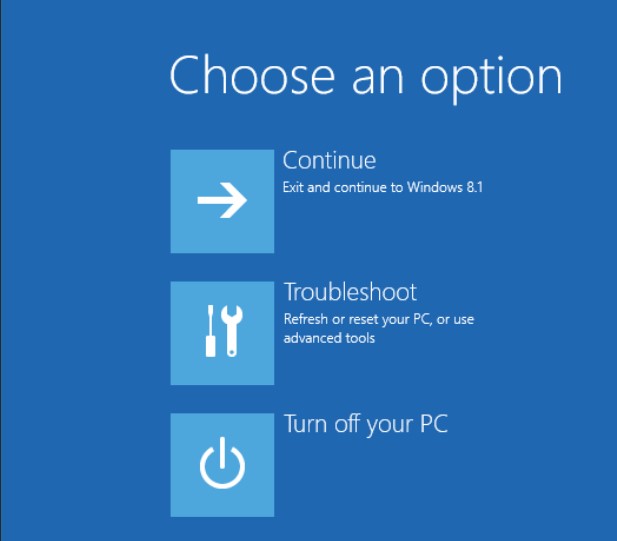 Choose an option
Continue
Exit and continue to Windows 8.1
Troubleshoot
Refresh or reset your PC, or use
advanced tools
Turn off your PC